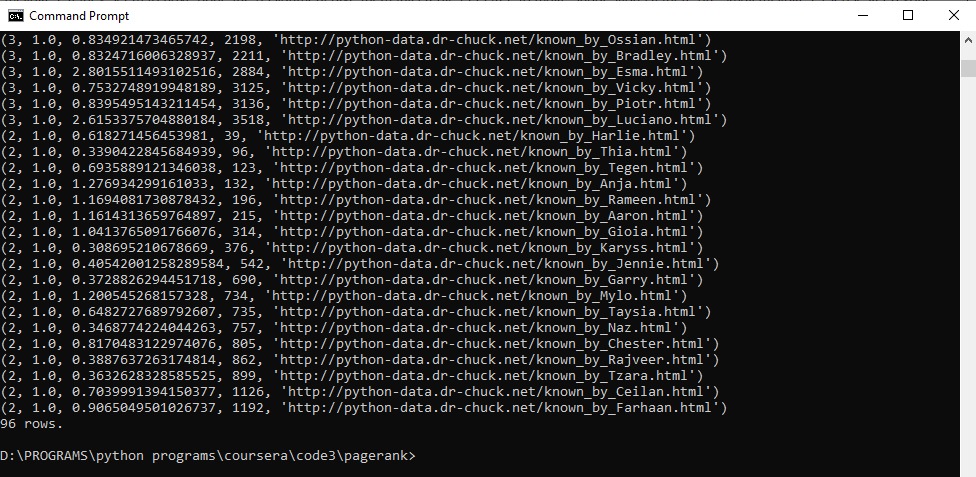 Command Prompt
(3, 1.0, 0.834921473465742, 2198, 'http://python-data.dr-chuck.net/known_by_Ossian.html')
(3, 1.0, 0.8324716006328937, 2211, 'http://python-data.dr-chuck.net/known_by_Bradley.html')
(3, 1.0, 2.8015511493102516, 2884, 'http://python-data.dr-chuck.net/known_by_Esma.html')
(3, 1.0, 0.7532748919948189, 3125, 'http://python-data.dr-chuck.net/known_by_Vicky.html')
(3, 1.0, 0.8395495143211454, 3136, 'http://python-data.dr-chuck.net/known_by_Piotr.html')
(3, 1.0, 2.6153375704880184, 3518, 'http://python-data.dr-chuck.net/known_by_Luciano.html')
(2, 1.0, 0.618271456453981, 39, 'http://python-data.dr-chuck.net/known_by_Harlie.html')
(2, 1.0, 0.3390422845684939, 96, 'http://python-data.dr-chuck.net/known_by_Thia.html')
(2, 1.0, 0.6935889121346038, 123, 'http://python-data.dr-chuck.net/known_by_Tegen.html')
(2, 1.0, 1.276934299161033, 132, 'http://python-data.dr-chuck.net/known_by_Anja.html')
(2, 1.0, 1.1694081730878432, 196, 'http://python-data.dr-chuck.net/known_by_Rameen.html')
(2, 1.0, 1.1614313659764897, 215, 'http://python-data.dr-chuck.net/known_by_Aaron.html')
(2, 1.0, 1.0413765091766076, 314, 'http://python-data.dr-chuck.net/known_by_Gioia.html')
(2, 1.0, 0.308695210678669, 376, 'http://python-data.dr-chuck.net/known_by_Karyss.html')
(2, 1.0, 0.40542001258289584, 542, 'http://python-data.dr-chuck.net/known_by_Jennie.html')
(2, 1.0, 0.3728826294451718, 690, 'http://python-data.dr-chuck.net/known_by_Garry.html')
(2, 1.0, 1.200545268157328, 734, 'http://python-data.dr-chuck.net/known_by_Mylo.html')
(2, 1.0, 0.6482727689792607, 735, 'http://python-data.dr-chuck.net/known_by_Taysia.html')
(2, 1.0, 0.3468774224044263, 757, 'http://python-data.dr-chuck.net/known_by_Naz.html')
(2, 1.0, 0.8170483122974076, 805, 'http://python-data.dr-chuck.net/known_by_Chester.html')
(2, 1.0, 0.3887637263174814, 862, 'http://python-data.dr-chuck.net/known_by_Rajveer.html')
(2, 1.0, 0.3632628328585525, 899, 'http://python-data.dr-chuck.net/known_by_Tzara.html')
(2, 1.0, 0.7039991394150377, 1126, 'http://python-data.dr-chuck.net/known_by_Ceilan.html')
(2, 1.0, 0.9065049501026737, 1192, 'http://python-data.dr-chuck.net/known_by_Farhaan.html')
96 rows.
D:\PROGRAMS\python programs\coursera\code3\pagerank>